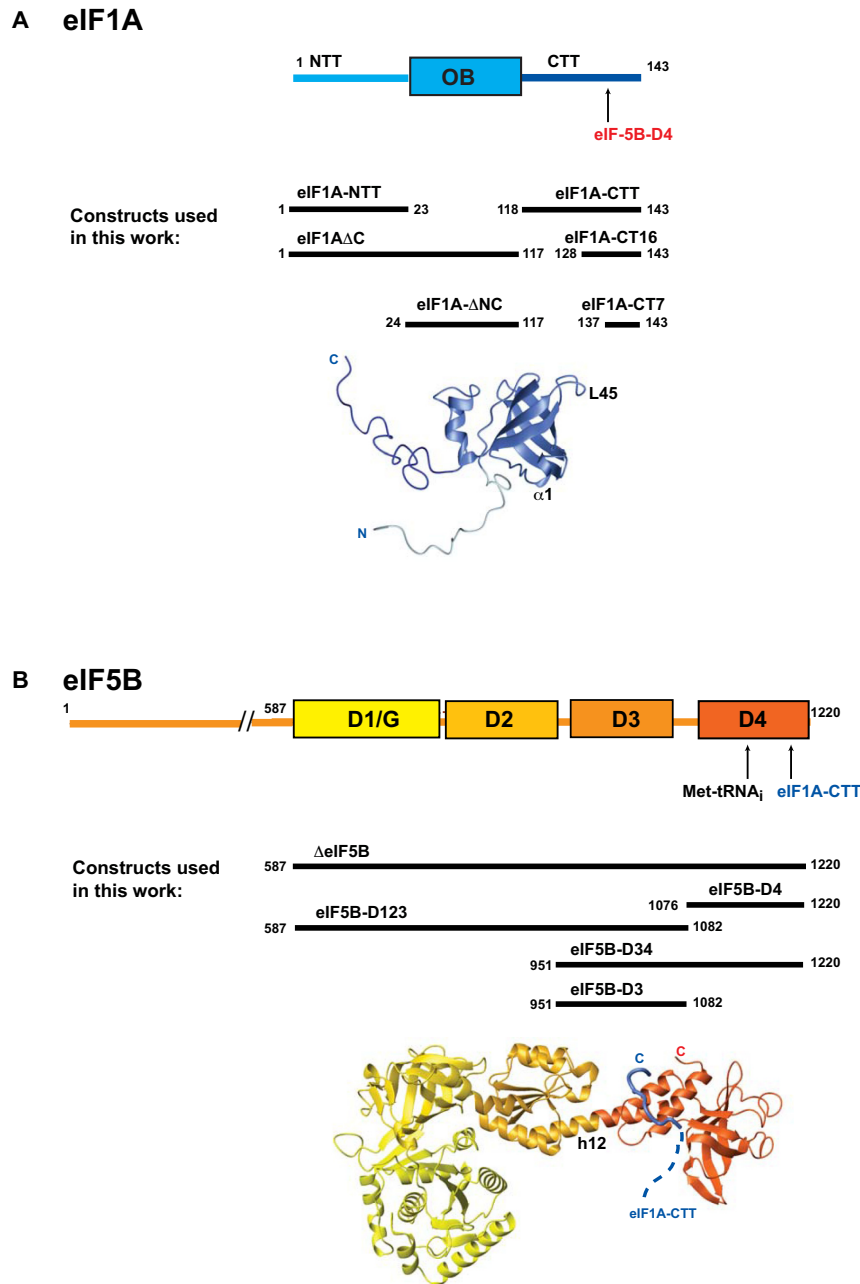 A eIF1A
1 NTT CTT 143
OB
eIF-5B-D4
Constructs used
in this work:
eIF1A-NTT eIF1A-CTT
1 23 118 143
eIF1AΔC eIF1A-CT16
1 117 128 143
eIF1A-ΔNC eIF1A-CT7
24 117 137 143
C
L45
α1
N
B eIF5B
1 587 1220
D1/G D2 D3 D4
Met-tRNAi eIF1A-CTT
Constructs used
in this work:
ΔeIF5B
587 1220
eIF5B-D4
1076 1220
eIF5B-D123
587 1082
eIF5B-D34
951 1220
eIF5B-D3
951 1082
C C
h12
eIF1A-CTT